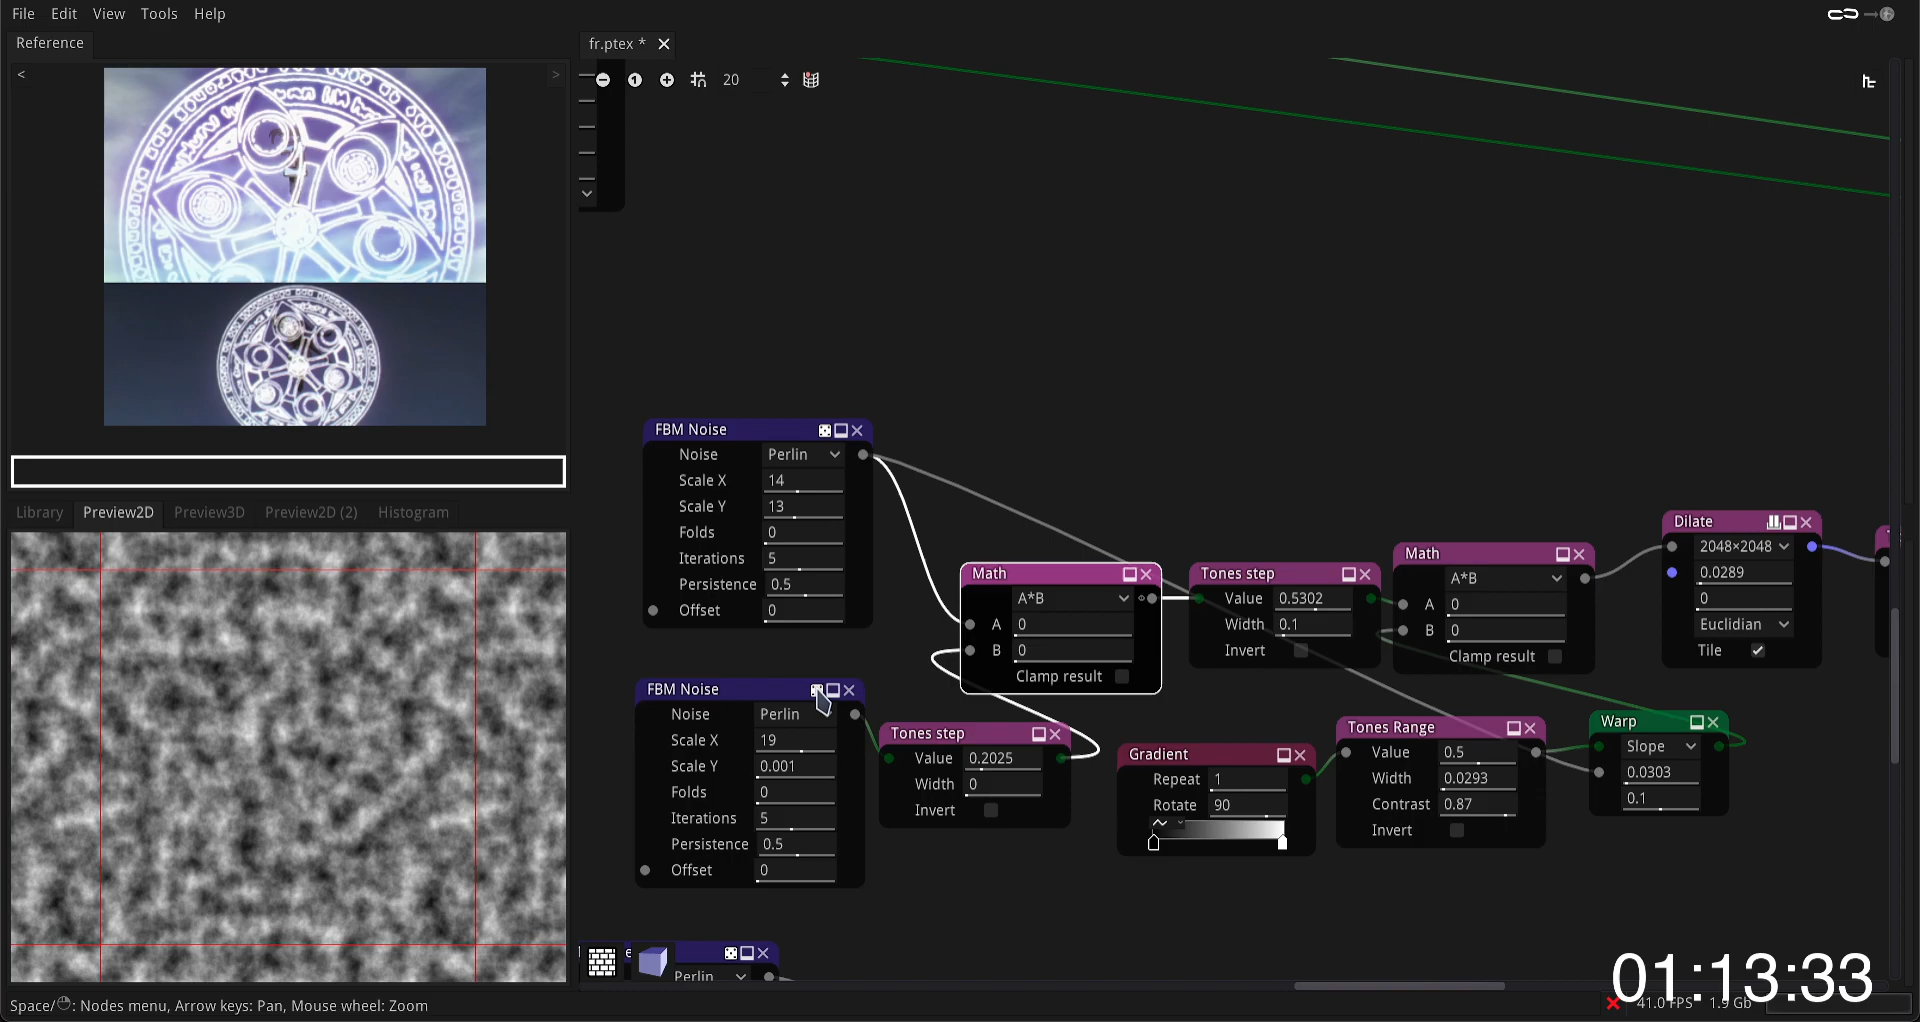 File Edit View Tools Help
Reference
fr.ptex *
< >
20
FBM Noise
Noise Perlin
Scale X 14
Scale Y 13
Folds 0
Iterations 5
Persistence 0.5
Offset 0
Library Preview2D Preview3D Preview2D (2) Histogram
Math
A*B
A 0
B 0
Clamp result
Tones step
Value 0.5302
Width 0.1
Invert
Math
A*B
A 0
B 0
Clamp result
Dilate
2048×2048
0.0289
0
Euclidian
Tile
FBM Noise
Noise Perlin
Scale X 19
Scale Y 0.001
Folds 0
Iterations 5
Persistence 0.5
Offset 0
Tones step
Value 0.2025
Width 0
Invert
Gradient
Repeat 1
Rotate 90
Tones Range
Value 0.5
Width 0.0293
Contrast 0.87
Invert
Warp
Slope
0.0303
0.1
Perlin
01:13:33
Space/ : Nodes menu, Arrow keys: Pan, Mouse wheel: Zoom
41.0 FPS 1.9 Gb